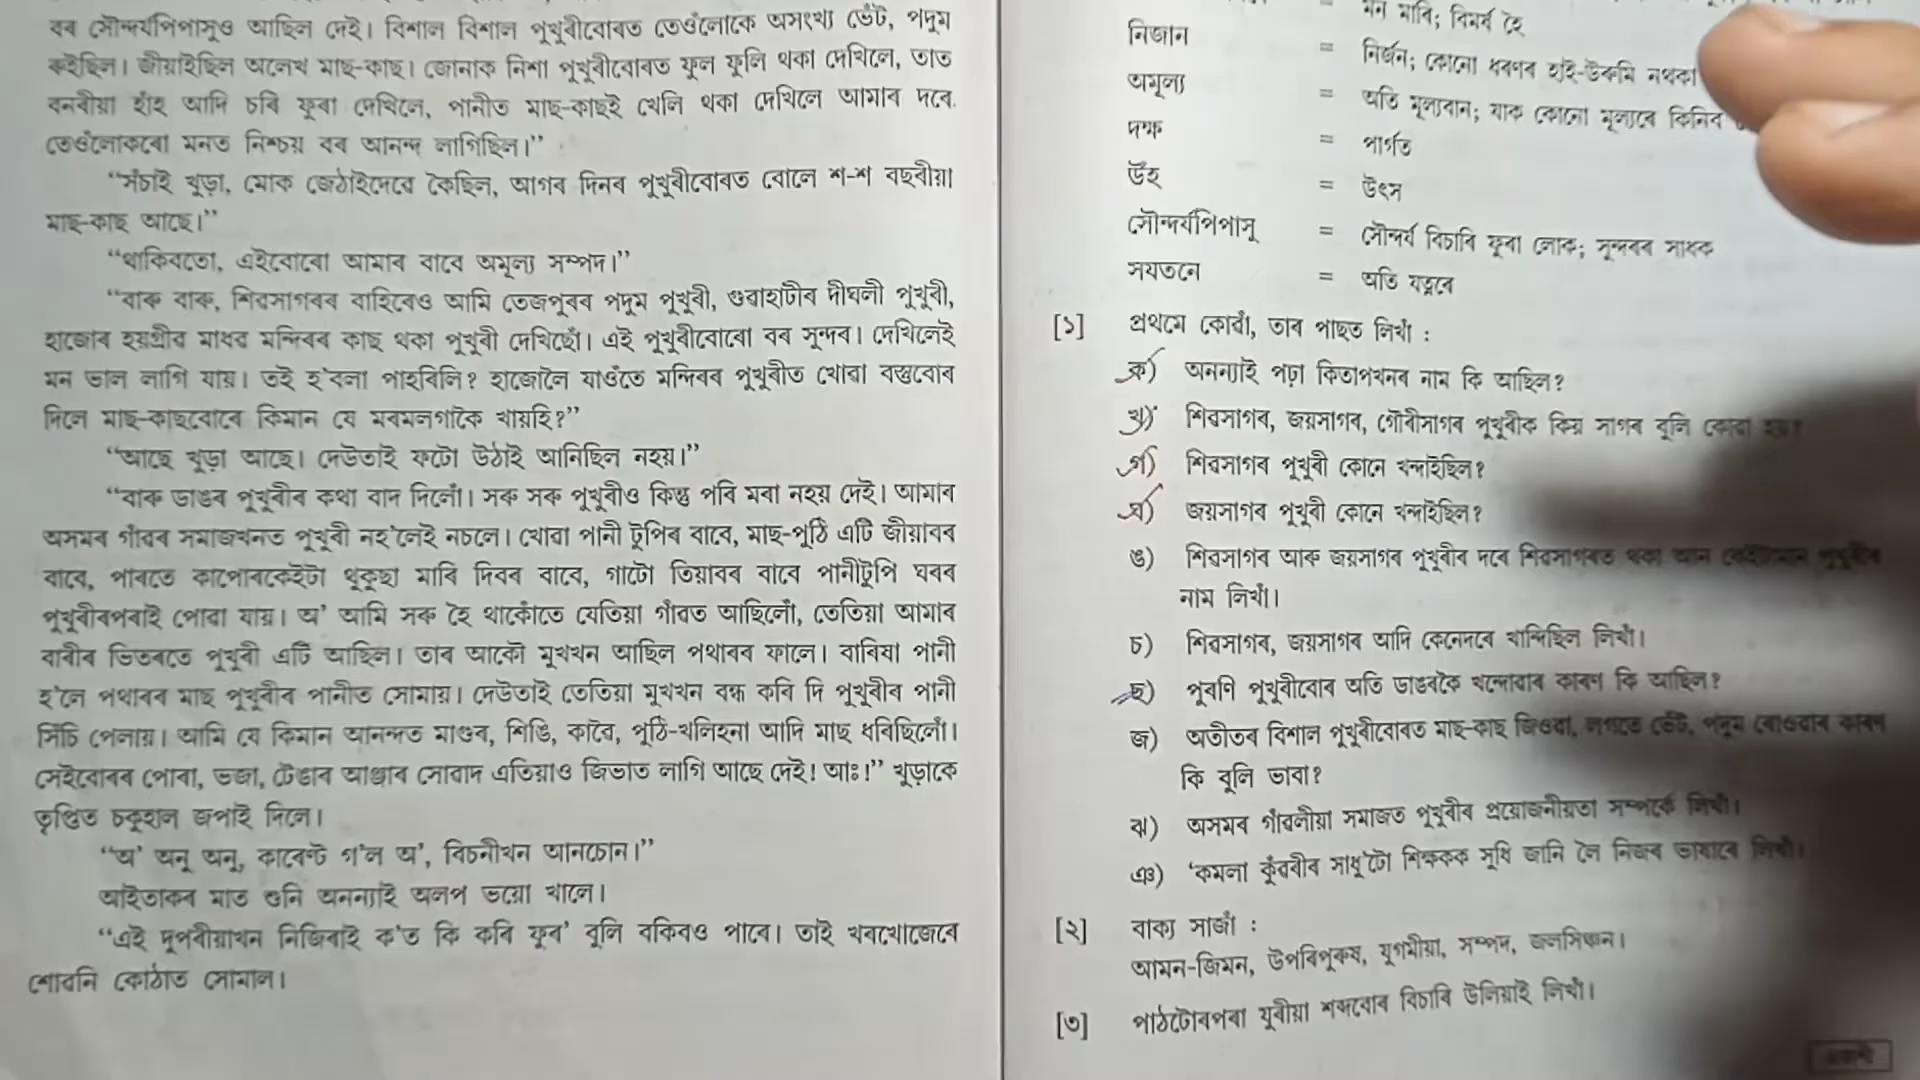 বৰ সৌন্দৰ্যপিপাসুও আছিল দেই। বিশাল বিশাল পুখুৰীবোৰত তেওঁলোকে অসংখ্য ভেঁট, পদুম
ৰুইছিল। জীয়াইছিল অলেখ মাছ-কাছ। জোনাক নিশা পুখুৰীবোৰত ফুল ফুলি থকা দেখিলে, তাত
বনৰীয়া হাঁহ আদি চৰি ফুৰা দেখিলে, পানীত মাছ-কাছই খেলি থকা দেখিলে আমাৰ দৰে
তেওঁলোকৰো মনত নিশ্চয় বৰ আনন্দ লাগিছিল।”
“সঁচাই খুড়া, মোক জেঠাইদেৱে কৈছিল, আগৰ দিনৰ পুখুৰীবোৰত বোলে শ-শ বছৰীয়া
মাছ-কাছ আছে।”
“থাকিবতো, এইবোৰো আমাৰ বাবে অমূল্য সম্পদ।”
“বাৰু বাৰু, শিৱসাগৰৰ বাহিৰেও আমি তেজপুৰৰ পদুম পুখুৰী, গুৱাহাটীৰ দীঘলী পুখুৰী,
হাজোৰ হয়গ্ৰীৱ মাধৱ মন্দিৰৰ কাছ থকা পুখুৰী দেখিছোঁ। এই পুখুৰীবোৰো বৰ সুন্দৰ। দেখিলেই
মন ভাল লাগি যায়। তই হ’বলা পাহৰিলি? হাজোলৈ যাওঁতে মন্দিৰৰ পুখুৰীত খোৱা বস্তুবোৰ
দিলে মাছ-কাছবোৰে কিমান যে মৰমলগাকৈ খায়হি?”
“আছে খুড়া আছে। দেউতাই ফটো উঠাই আনিছিল নহয়।”
“বাৰু ডাঙৰ পুখুৰীৰ কথা বাদ দিলোঁ। সৰু সৰু পুখুৰীও কিন্তু পৰি মৰা নহয় দেই। আমাৰ
অসমৰ গাঁৱৰ সমাজখনত পুখুৰী নহ’লেই নচলে। খোৱা পানী টুপিৰ বাবে, মাছ-পুঠি এটি জীয়াবৰ
বাবে, পাৰতে কাপোৰকেইটা থুকুছা মাৰি দিবৰ বাবে, গাটো তিয়াবৰ বাবে পানীটুপি ঘৰৰ
পুখুৰীৰপৰাই পোৱা যায়। অ’ আমি সৰু হৈ থাকোঁতে যেতিয়া গাঁৱত আছিলোঁ, তেতিয়া আমাৰ
বাৰীৰ ভিতৰতে পুখুৰী এটি আছিল। তাৰ আকৌ মুখখন আছিল পথাৰৰ ফালে। বাৰিষা পানী
হ’লে পথাৰৰ মাছ পুখুৰীৰ পানীত সোমায়। দেউতাই তেতিয়া মুখখন বন্ধ কৰি দি পুখুৰীৰ পানী
সিঁচি পেলায়। আমি যে কিমান আনন্দত মাগুৰ, শিঙি, কাৱৈ, পুঠি-খলিহনা আদি মাছ ধৰিছিলোঁ।
সেইবোৰৰ পোৰা, ভজা, টেঙাৰ আঞ্জাৰ সোৱাদ এতিয়াও জিভাত লাগি আছে দেই! আঃ!” খুড়াকে
তৃপ্তিত চকুহাল জপাই দিলে।
“অ’ অনু অনু, কাৰেণ্ট গ’ল অ’, বিচনীখন আনচোন।”
আইতাকৰ মাত শুনি অনন্যাই অলপ ভয়ো খালে।
“এই দুপৰীয়াখন নিজিৰাই ক’ত কি কৰি ফুৰ’ বুলি বকিবও পাৰে। তাই খৰখোজেৰে
শোৱনি কোঠাত সোমাল।
= মন মাৰি; বিমৰ্ষ হৈ
নিজান = নিৰ্জন; কোনো ধৰণৰ হাই-উৰুমি নথকা
অমূল্য = অতি মূল্যবান; যাক কোনো মূল্যৰে কিনিব
দক্ষ = পাৰ্গত
উঁহ = উৎস
সৌন্দৰ্যপিপাসু = সৌন্দৰ্য বিচাৰি ফুৰা লোক; সুন্দৰৰ সাধক
সযতনে = অতি যত্নৰে
[১] প্ৰথমে কোৱাঁ, তাৰ পাছত লিখাঁ :
ক) অনন্যাই পঢ়া কিতাপখনৰ নাম কি আছিল?
খ) শিৱসাগৰ, জয়সাগৰ, গৌৰীসাগৰ পুখুৰীক কিয় সাগৰ বুলি কোৱা হয়?
গ) শিৱসাগৰ পুখুৰী কোনে খন্দাইছিল?
ঘ) জয়সাগৰ পুখুৰী কোনে খন্দাইছিল?
ঙ) শিৱসাগৰ আৰু জয়সাগৰ পুখুৰীৰ দৰে শিৱসাগৰত থকা আন কেইটামান পুখুৰীৰ
নাম লিখাঁ।
চ) শিৱসাগৰ, জয়সাগৰ আদি কেনেদৰে খান্দিছিল লিখাঁ।
ছ) পুৰণি পুখুৰীবোৰ অতি ডাঙৰকৈ খন্দোৱাৰ কাৰণ কি আছিল?
জ) অতীতৰ বিশাল পুখুৰীবোৰত মাছ-কাছ জিওৱা, লগতে ভেঁট, পদুম ৰোওৱাৰ কাৰণ
কি বুলি ভাবা?
ঝ) অসমৰ গাঁৱলীয়া সমাজত পুখুৰীৰ প্ৰয়োজনীয়তা সম্পৰ্কে লিখাঁ।
ঞ) ‘কমলা কুঁৱৰীৰ সাধু’টো শিক্ষকক সুধি জানি লৈ নিজৰ ভাষাৰে লিখাঁ।
[২] বাক্য সাজাঁ :
আমন-জিমন, উপৰিপুৰুষ, যুগমীয়া, সম্পদ, জলসিঞ্চন।
[৩] পাঠটোৰপৰা যুৰীয়া শব্দবোৰ বিচাৰি উলিয়াই লিখাঁ।